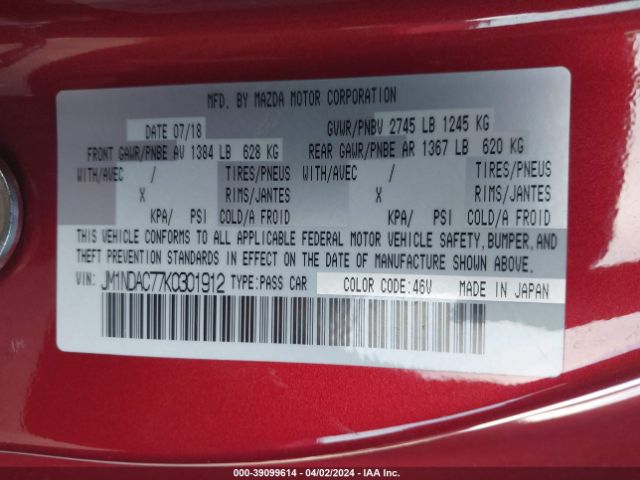 MFD. BY MAZDA MOTOR CORPORATION
DATE 07/18 GVWR/PNBV 2745 LB 1245 KG
FRONT GAWR/PNBE AV 1384 LB 628 KG REAR GAWR/PNBE AR 1367 LB 620 KG
WITH/AVEC / TIRES/PNEUS WITH/AVEC / TIRES/PNEUS
X RIMS/JANTES X RIMS/JANTES
KPA/ PSI COLD/A FROID KPA/ PSI COLD/A FROID
THIS VEHICLE CONFORMS TO ALL APPLICABLE FEDERAL MOTOR VEHICLE SAFETY, BUMPER, AND
THEFT PREVENTION STANDARDS IN EFFECT ON THE DATE OF MANUFACTURE SHOWN ABOVE.
VIN: JM1NDAC77K0301912 TYPE:PASS CAR COLOR CODE:46V MADE IN JAPAN
000-39099614 - 04/02/2024 - IAA Inc.